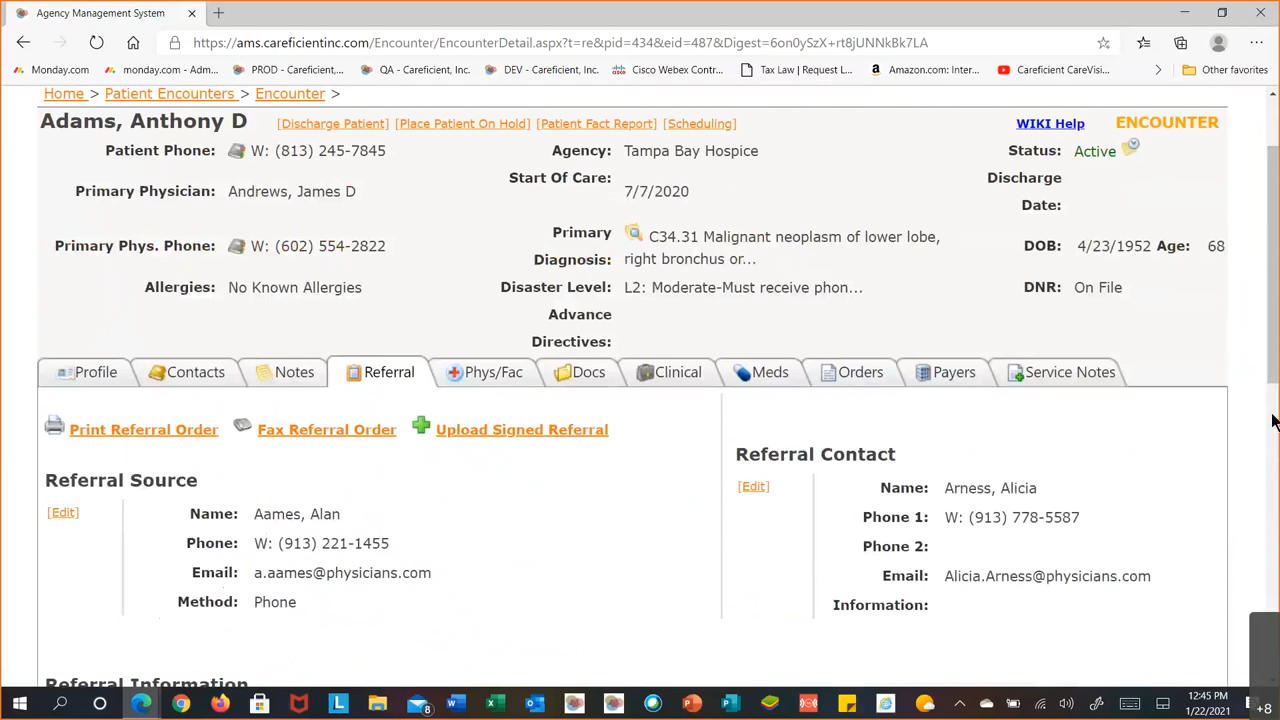 Agency Management System
https://ams.careficientinc.com/Encounter/EncounterDetail.aspx?t=re&pid=434&eid=487&Digest=6on0ySzX+rt8jUNNkBk7LA
Monday.com monday.com - Adm... PROD - Careficient,... QA - Careficient, Inc. DEV - Careficient, Inc. Cisco Webex Contr... Tax Law | Request L... Amazon.com: Inter... Careficient CareVisi... Other favorites
Home > Patient Encounters > Encounter >
Adams, Anthony D [Discharge Patient] [Place Patient On Hold] [Patient Fact Report] [Scheduling] WIKI Help ENCOUNTER
Patient Phone: W: (813) 245-7845 Agency: Tampa Bay Hospice Status: Active
Primary Physician: Andrews, James D Start Of Care: 7/7/2020 Discharge Date:
Primary Phys. Phone: W: (602) 554-2822 Primary Diagnosis: C34.31 Malignant neoplasm of lower lobe, right bronchus or... DOB: 4/23/1952 Age: 68
Allergies: No Known Allergies Disaster Level: L2: Moderate-Must receive phon... DNR: On File
Advance Directives:
Profile Contacts Notes Referral Phys/Fac Docs Clinical Meds Orders Payers Service Notes
Print Referral Order Fax Referral Order Upload Signed Referral
Referral Source
[Edit]
Name: Aames, Alan
Phone: W: (913) 221-1455
Email: a.aames@physicians.com
Method: Phone
Referral Contact
[Edit]
Name: Arness, Alicia
Phone 1: W: (913) 778-5587
Phone 2:
Email: Alicia.Arness@physicians.com
Information:
Referral Information
8
12:45 PM
1/22/2021
+8